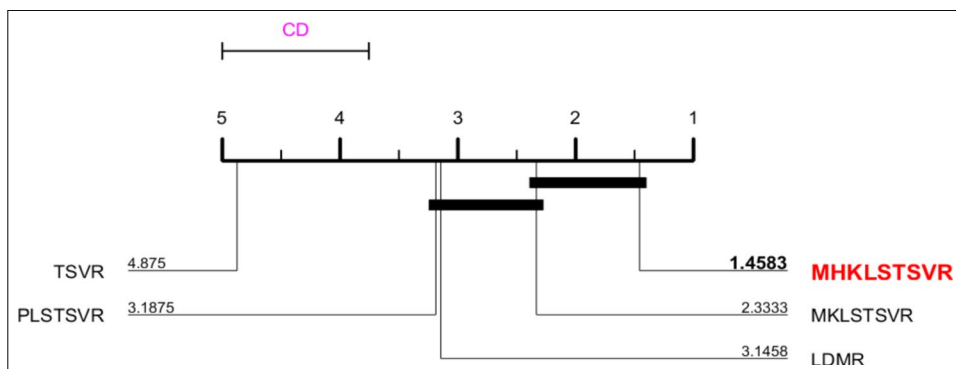 CD
5 4 3 2 1
TSVR 4.875 1.4583 MHKLSTSVR
PLSTSVR 3.1875 2.3333 MKLSTSVR
3.1458 LDMR